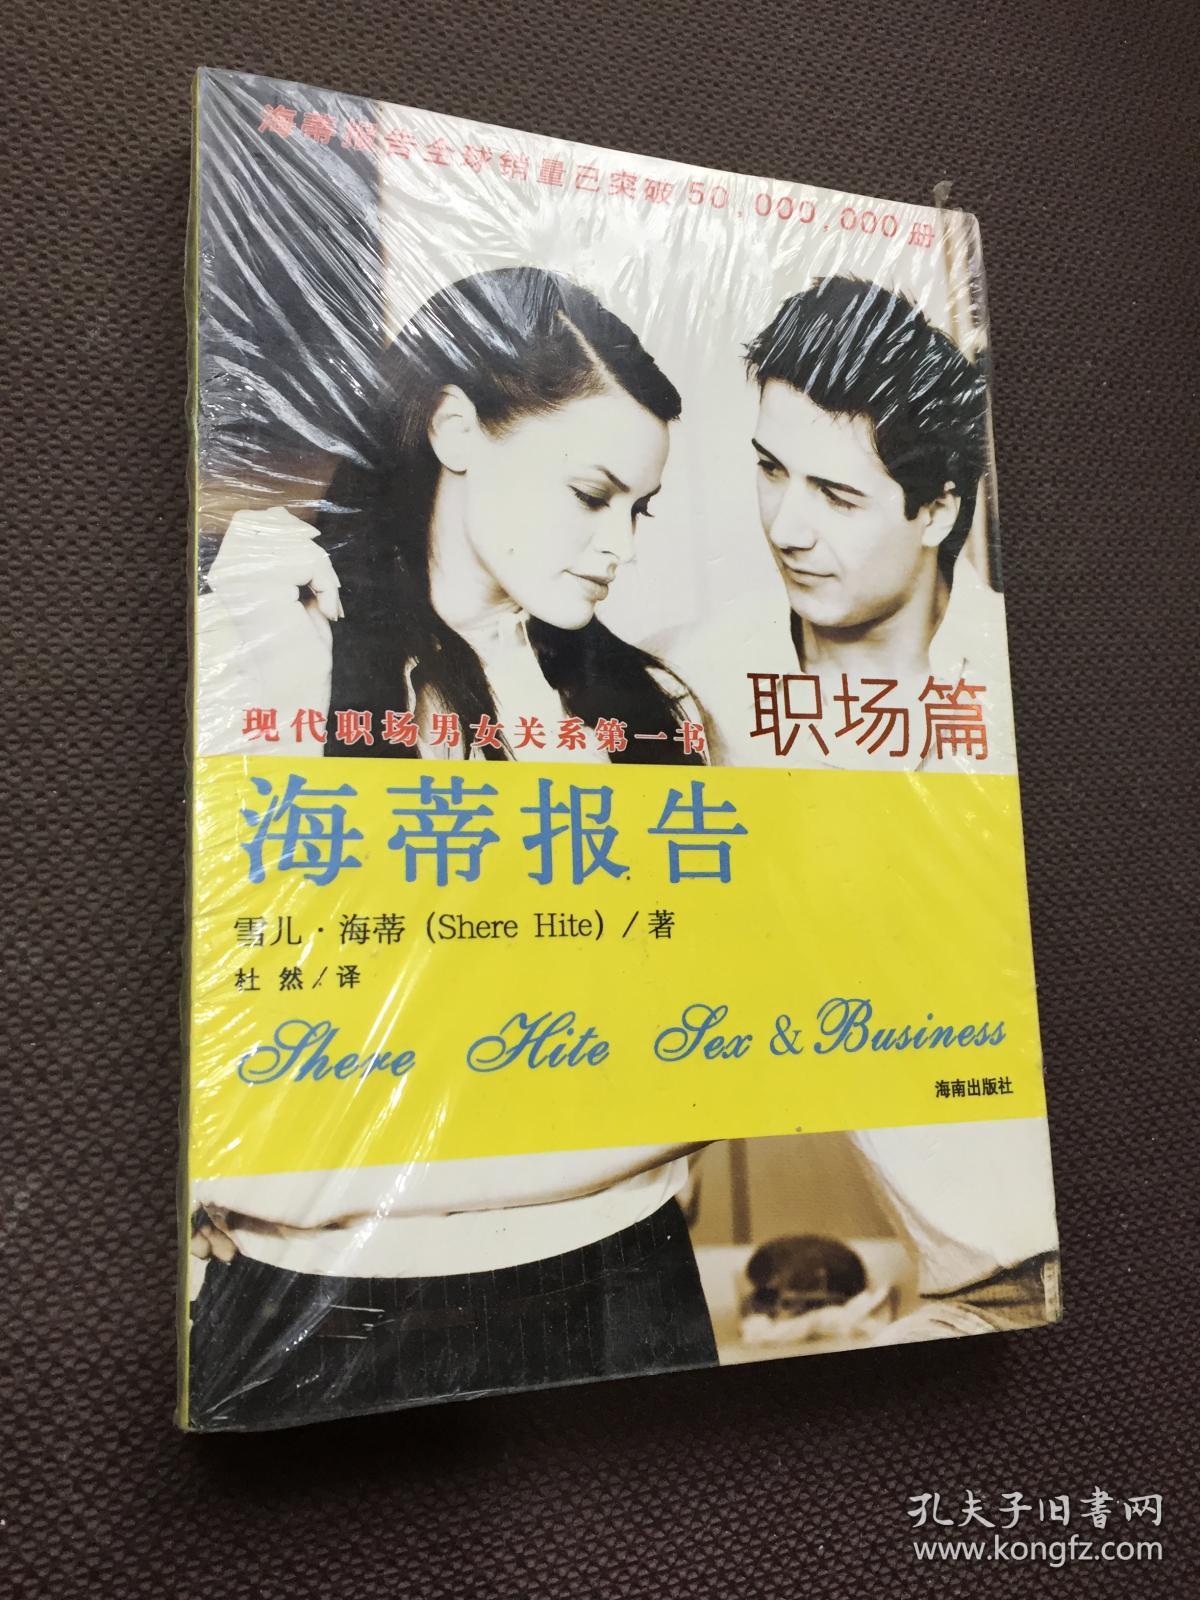 海蒂报告全球销量已突破50,000,000册
职场篇
现代职场男女关系第一书
海蒂报告
雪儿·海蒂(Shere Hite)/著
杜 然/译
Shere Hite Sex & Business
海南出版社
孔夫子旧书网
www.kongfz.com